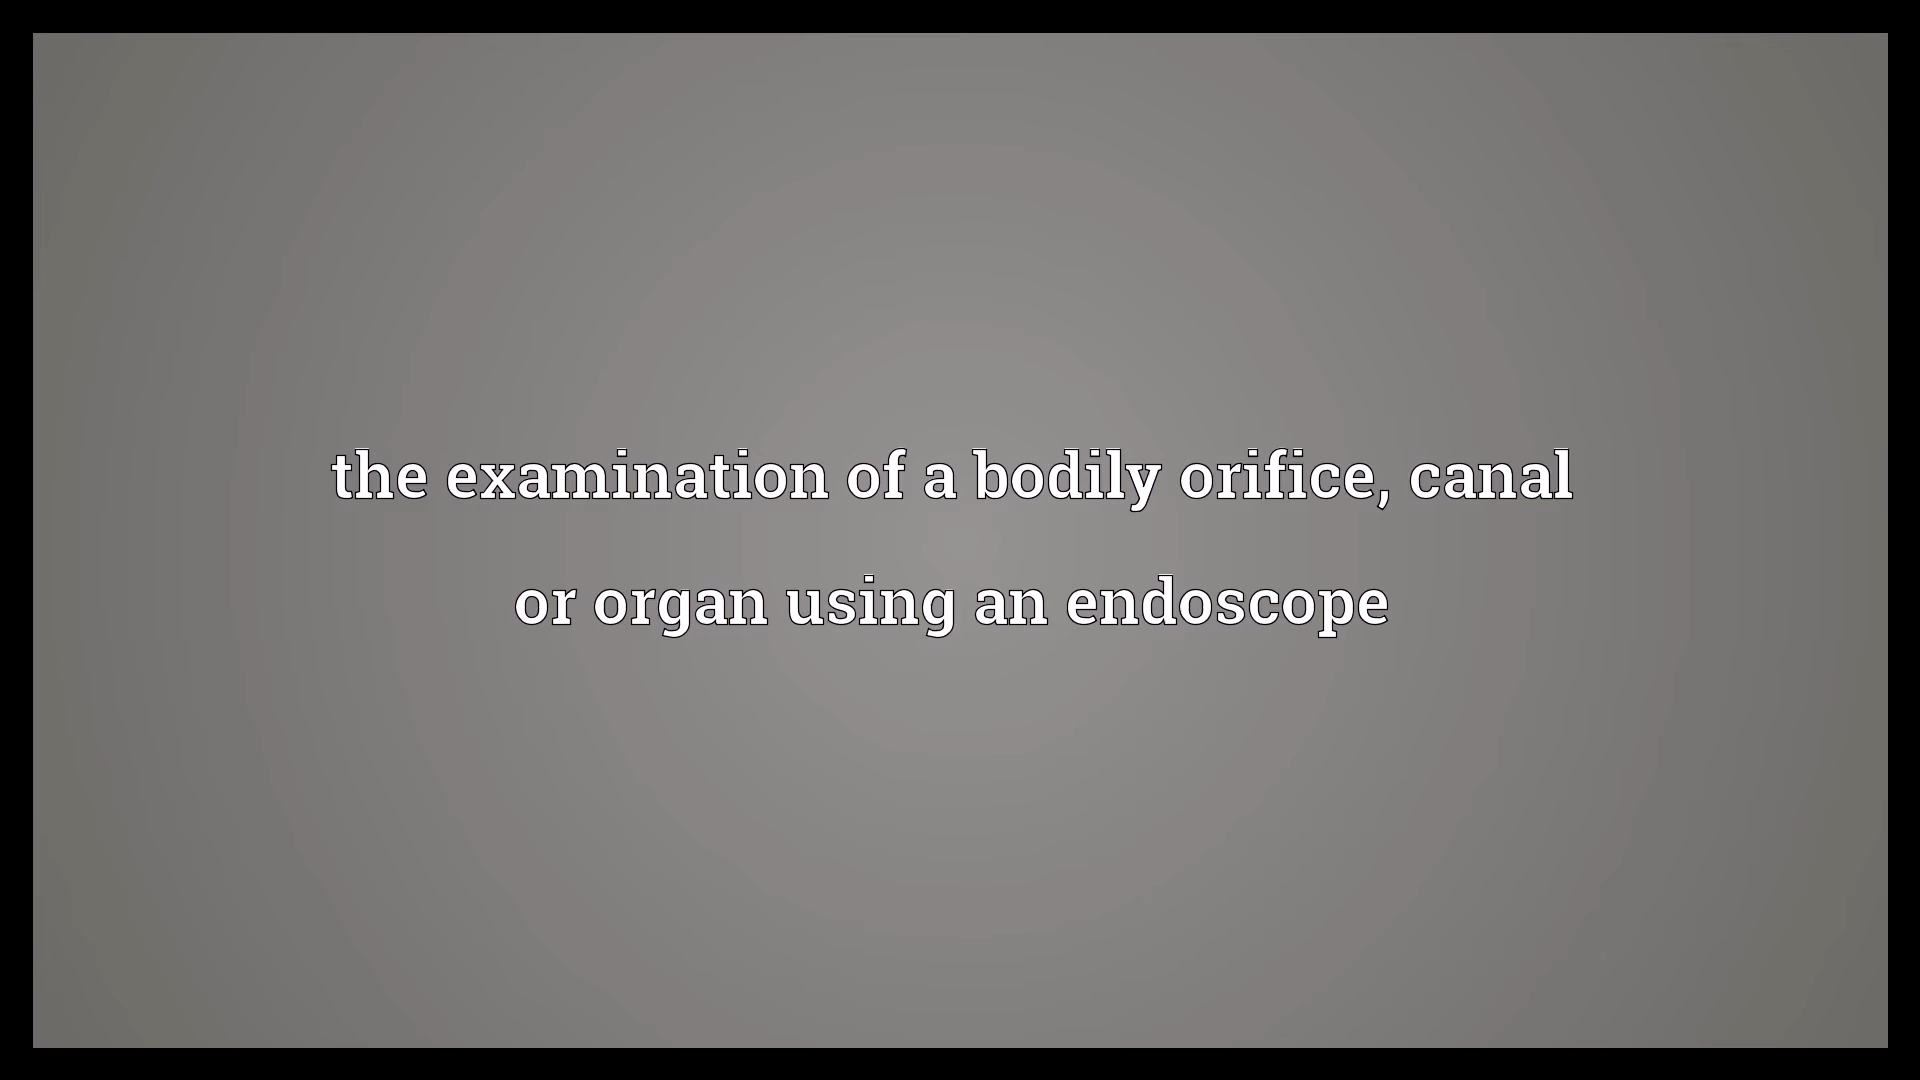 the examination of a bodily orifice, canal
or organ using an endoscope